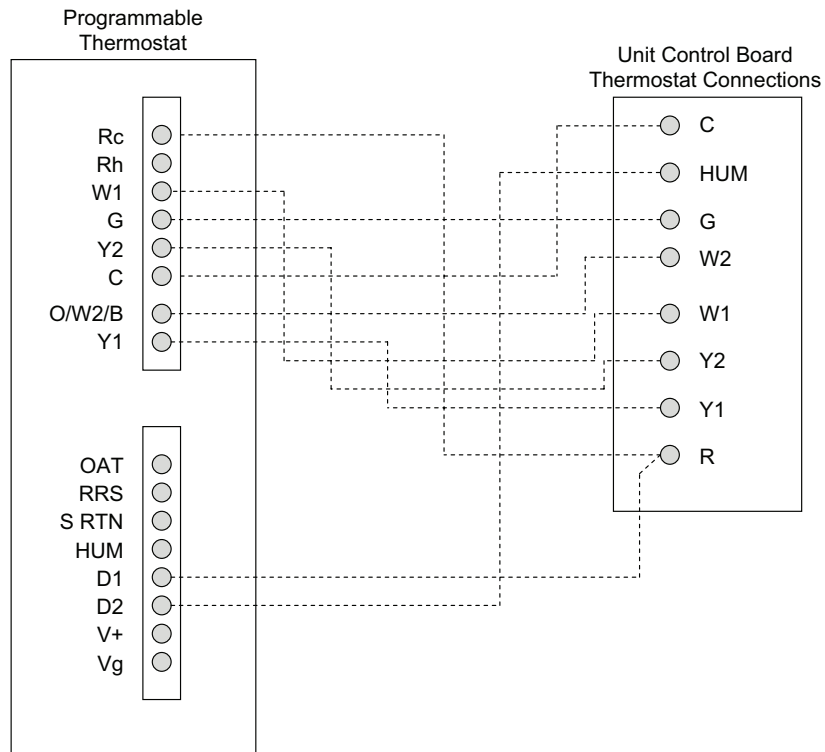 Programmable
Thermostat
Rc
Rh
W1
G
Y2
C
O/W2/B
Y1
OAT
RRS
S RTN
HUM
D1
D2
V+
Vg
Unit Control Board
Thermostat Connections
C
HUM
G
W2
W1
Y2
Y1
R